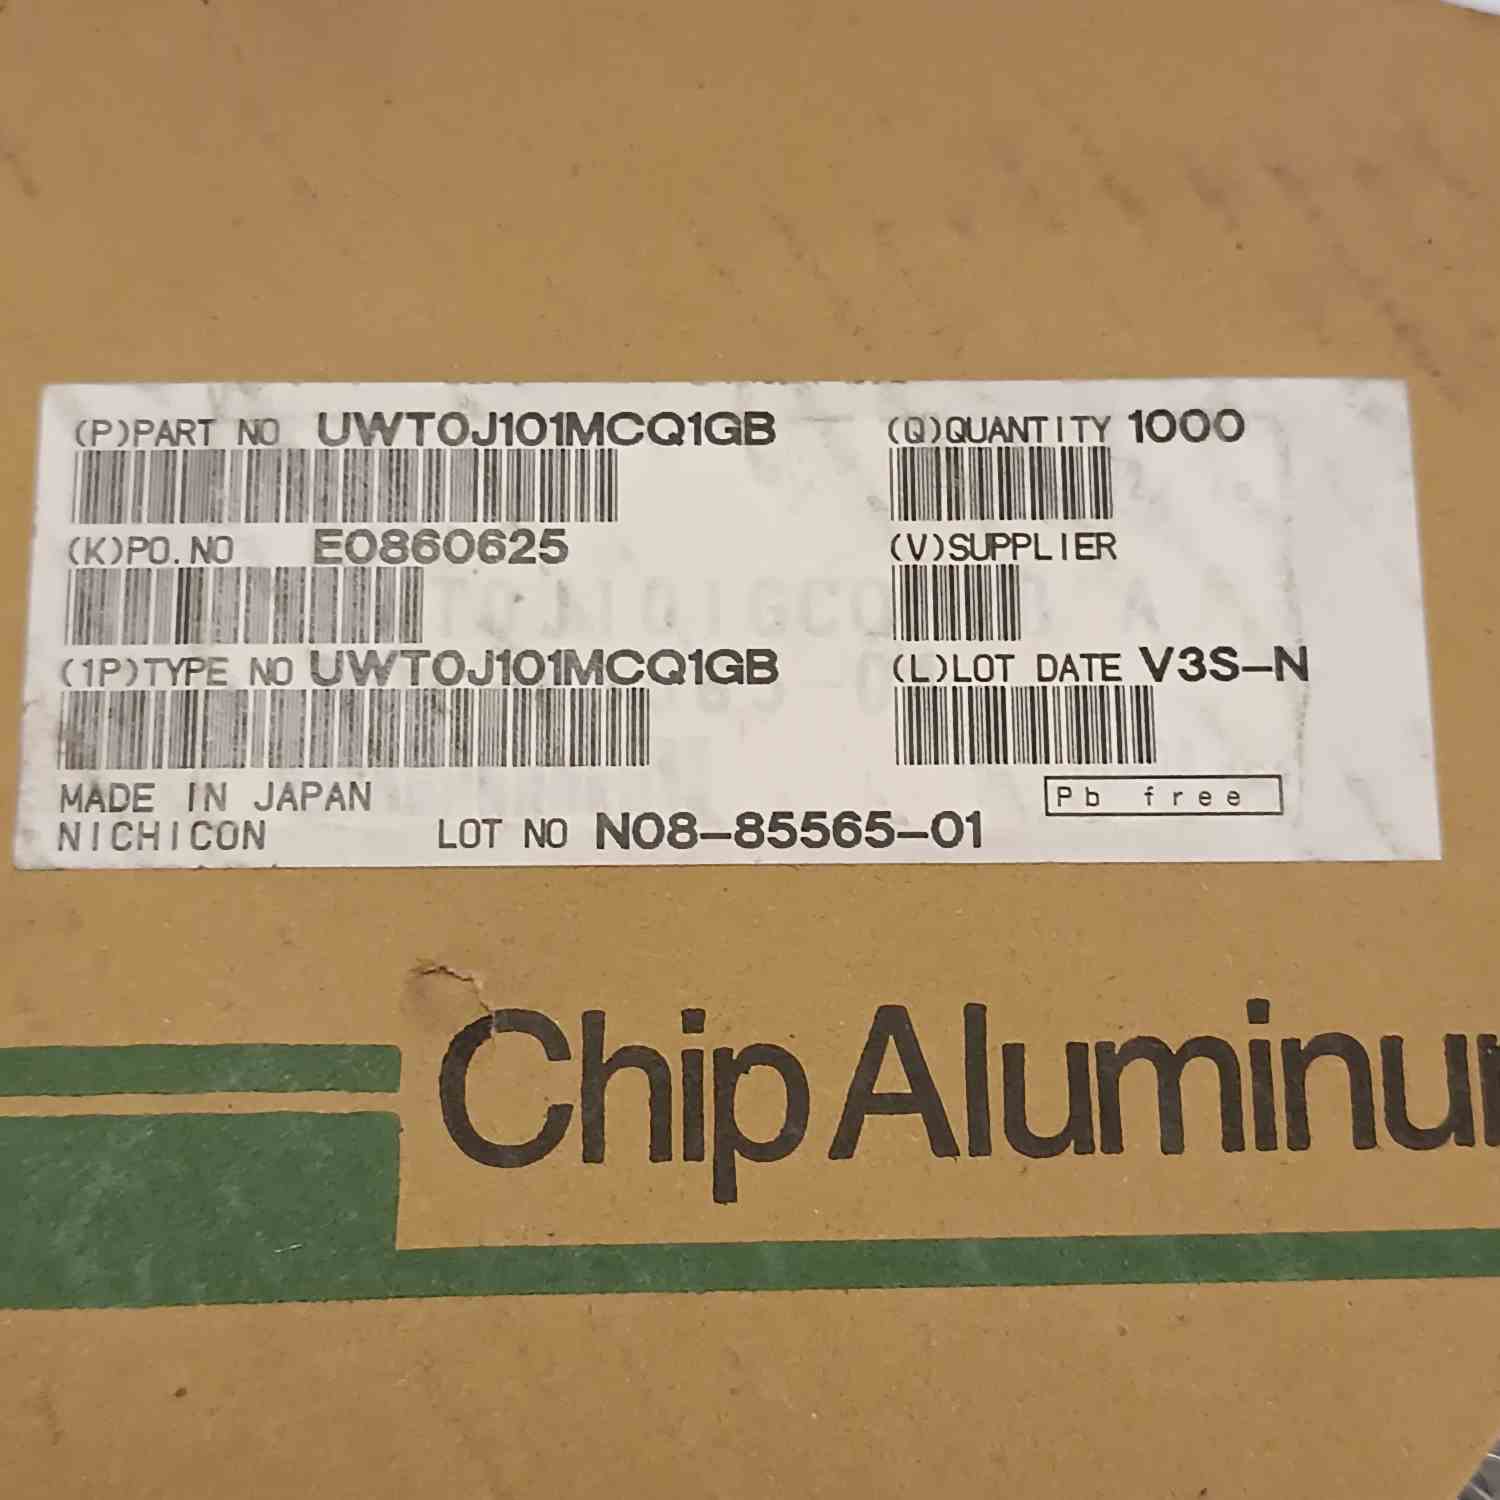 (P)PART NO UWT0J101MCQ1GB (Q)QUANTITY 1000
(K)PO.NO E0860625 (V)SUPPLIER
(1P)TYPE NO UWT0J101MCQ1GB (L)LOT DATE V3S-N
MADE IN JAPAN Pb free
NICHICON LOT NO N08-85565-01
Chip Aluminu